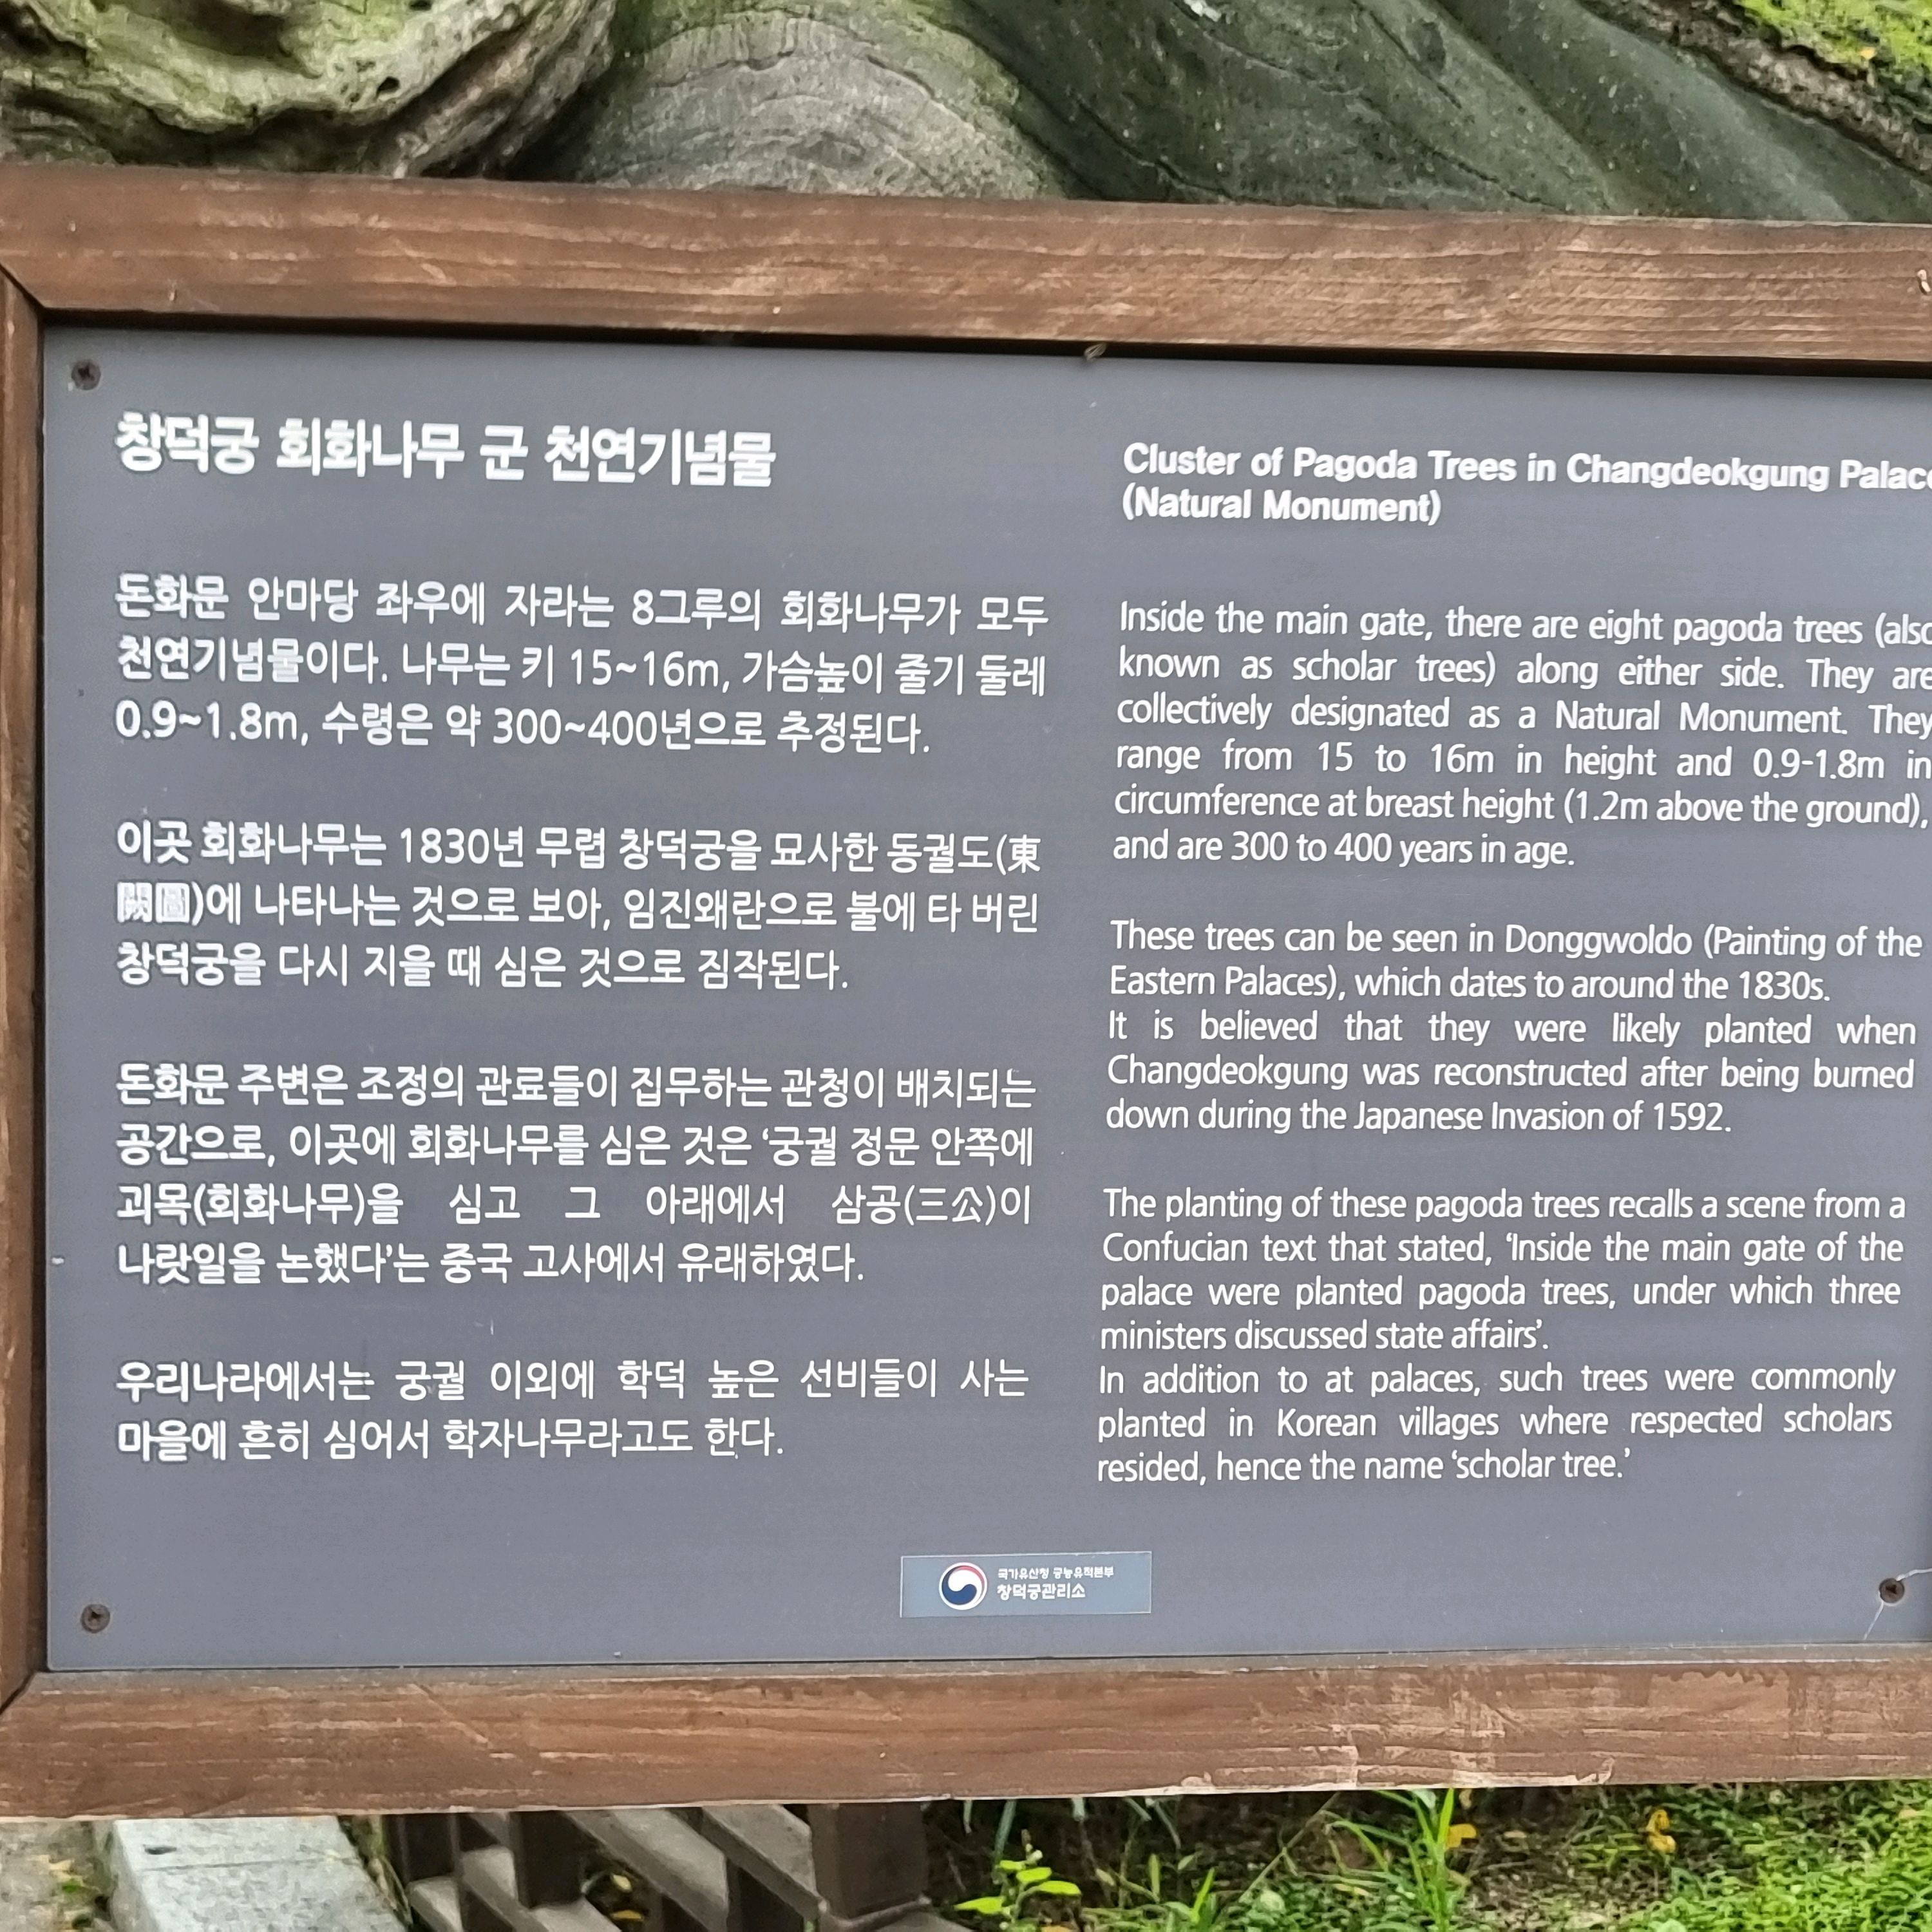 창덕궁 회화나무 군 천연기념물
돈화문 안마당 좌우에 자라는 8그루의 회화나무가 모두
천연기념물이다. 나무는 키 15~16m, 가슴높이 줄기 둘레
0.9~1.8m, 수령은 약 300~400년으로 추정된다.
이곳 회화나무는 1830년 무렵 창덕궁을 묘사한 동궐도(東
闕圖)에 나타나는 것으로 보아, 임진왜란으로 불에 타 버린
창덕궁을 다시 지을 때 심은 것으로 짐작된다.
돈화문 주변은 조정의 관료들이 집무하는 관청이 배치되는
공간으로, 이곳에 회화나무를 심은 것은 ‘궁궐 정문 안쪽에
괴목(회화나무)을 심고 그 아래에서 삼공(三公)이
나랏일을 논했다’는 중국 고사에서 유래하였다.
우리나라에서는 궁궐 이외에 학덕 높은 선비들이 사는
마을에 흔히 심어서 학자나무라고도 한다.
Cluster of Pagoda Trees in Changdeokgung Palac
(Natural Monument)
Inside the main gate, there are eight pagoda trees (also
known as scholar trees) along either side. They are
collectively designated as a Natural Monument. They
range from 15 to 16m in height and 0.9-1.8m in
circumference at breast height (1.2m above the ground),
and are 300 to 400 years in age.
These trees can be seen in Donggwoldo (Painting of the
Eastern Palaces), which dates to around the 1830s.
It is believed that they were likely planted when
Changdeokgung was reconstructed after being burned
down during the Japanese Invasion of 1592.
The planting of these pagoda trees recalls a scene from a
Confucian text that stated, ‘Inside the main gate of the
palace were planted pagoda trees, under which three
ministers discussed state affairs’.
In addition to at palaces, such trees were commonly
planted in Korean villages where respected scholars
resided, hence the name ‘scholar tree.’
국가유산청 궁능유적본부
창덕궁관리소